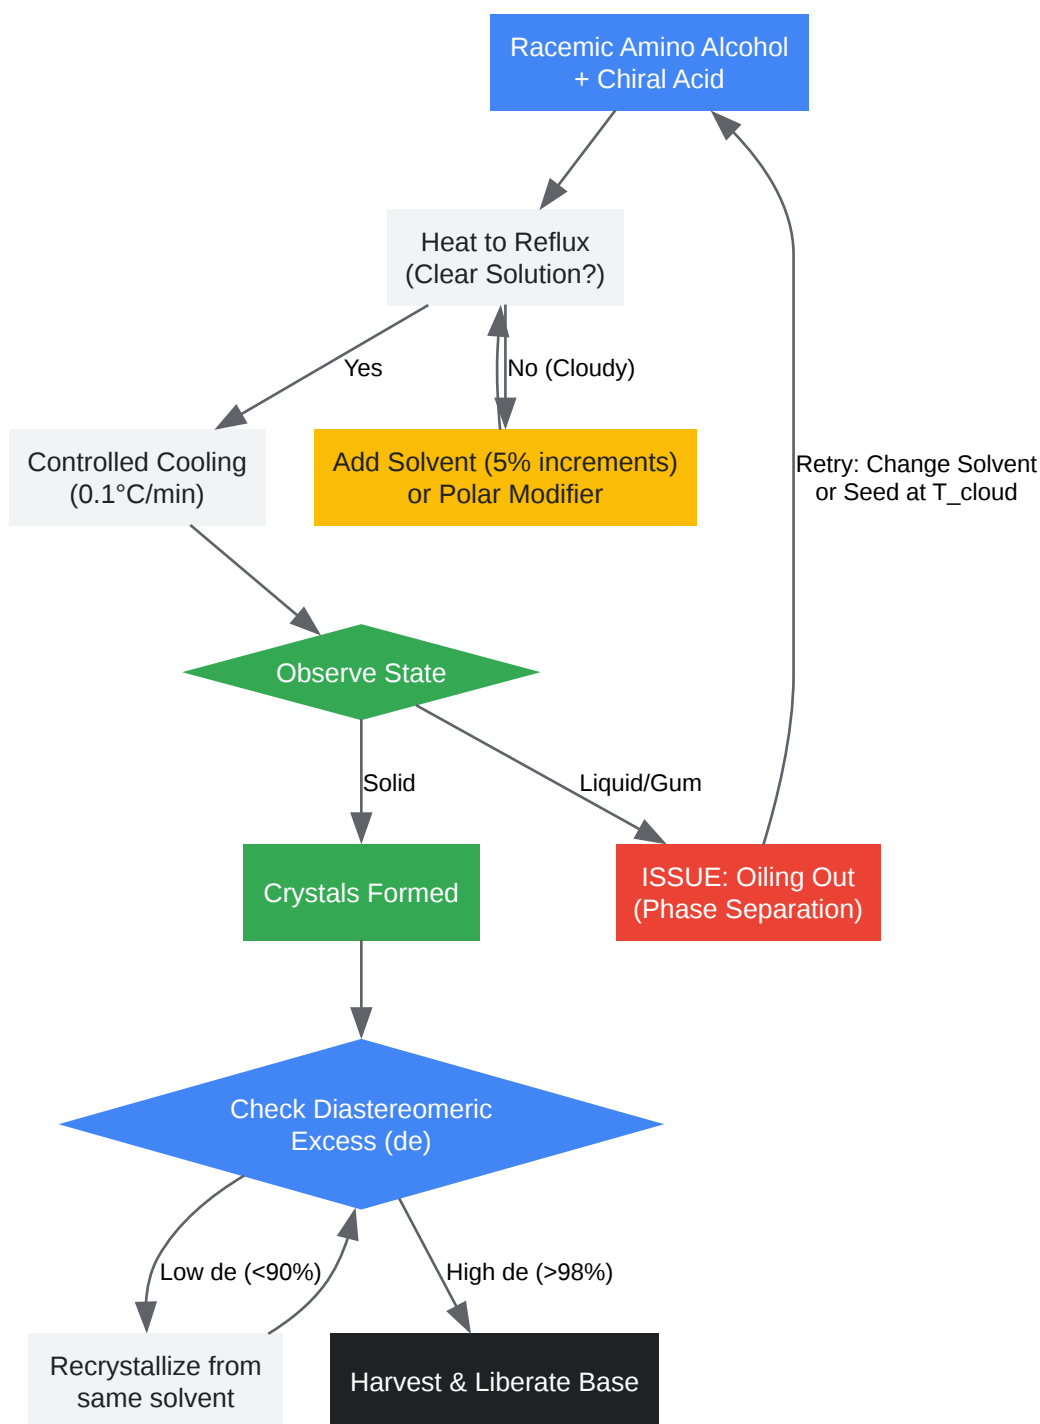 Racemic Amino Alcohol
+ Chiral Acid
Heat to Reflux
(Clear Solution?)
Yes
No (Cloudy)
Controlled Cooling
(0.1°C/min)
Add Solvent (5% increments)
or Polar Modifier
Retry: Change Solvent
or Seed at T_cloud
Observe State
Solid
Liquid/Gum
Crystals Formed
ISSUE: Oiling Out
(Phase Separation)
Check Diastereomeric
Excess (de)
Low de (<90%)
High de (>98%)
Recrystallize from
same solvent
Harvest & Liberate Base